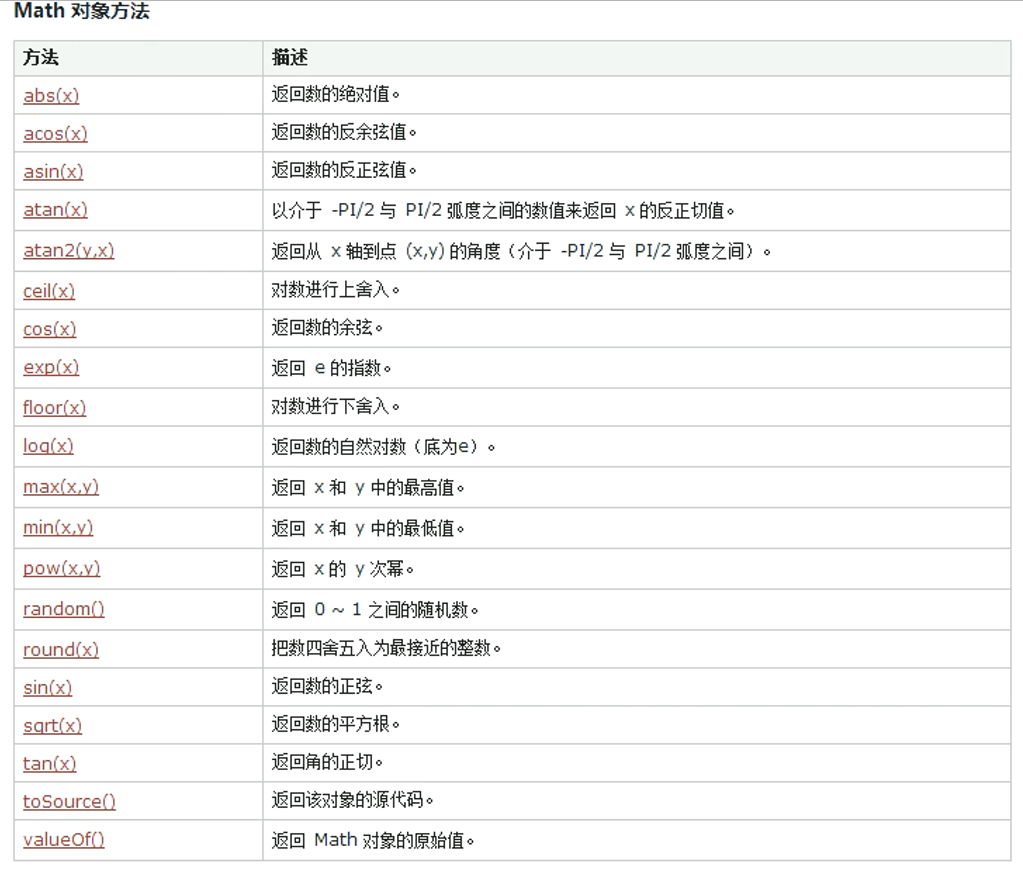 Math 对象方法
方法 描述
abs(x) 返回数的绝对值。
acos(x) 返回数的反余弦值。
asin(x) 返回数的反正弦值。
atan(x) 以介于 -PI/2 与 PI/2 弧度之间的数值来返回 x 的反正切值。
atan2(y,x) 返回从 x 轴到点 (x,y) 的角度（介于 -PI/2 与 PI/2 弧度之间）。
ceil(x) 对数进行上舍入。
cos(x) 返回数的余弦。
exp(x) 返回 e 的指数。
floor(x) 对数进行下舍入。
log(x) 返回数的自然对数（底为e）。
max(x,y) 返回 x 和 y 中的最高值。
min(x,y) 返回 x 和 y 中的最低值。
pow(x,y) 返回 x 的 y 次幂。
random() 返回 0 ~ 1 之间的随机数。
round(x) 把数四舍五入为最接近的整数。
sin(x) 返回数的正弦。
sqrt(x) 返回数的平方根。
tan(x) 返回角的正切。
toSource() 返回该对象的源代码。
valueOf() 返回 Math 对象的原始值。